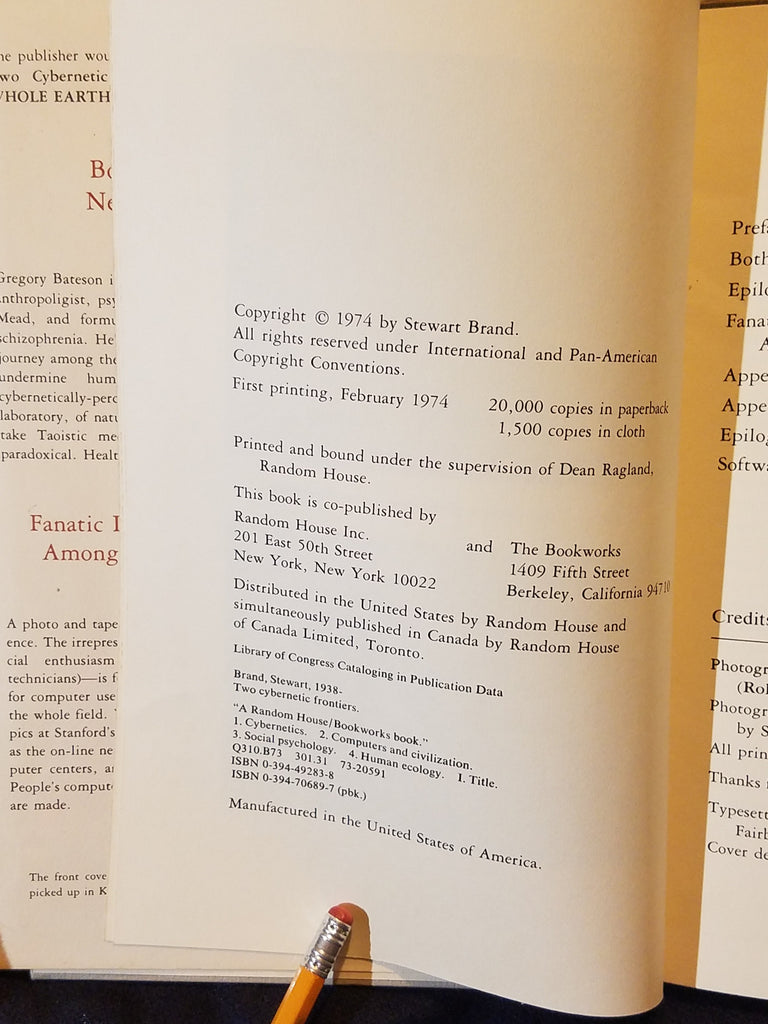 he publisher wou
wo Cybernetic
WHOLE EARTH
Bo
Ne
Gregory Bateson i
nthropoligist, psy
Mead, and formu
schizophrenia. He
journey among the
undermine hum
cybernetically-perc
laboratory, of natu
take Taoistic me
paradoxical. Healt
Fanatic L
Among
A photo and tape
ence. The irrepres
cial enthusiasm
technicians)—is f
for computer use
the whole field.
pics at Stanford's
as the on-line ne
puter centers, a
People's comput
are made.
The front cove
picked up in K
Copyright © 1974 by Stewart Brand.
All rights reserved under International and Pan-American
Copyright Conventions.
First printing, February 1974 20,000 copies in paperback
1,500 copies in cloth
Printed and bound under the supervision of Dean Ragland,
Random House.
This book is co-published by
Random House Inc.
201 East 50th Street
New York, New York 10022
and
The Bookworks
1409 Fifth Street
Berkeley, California 94710
Distributed in the United States by Random House and
simultaneously published in Canada by Random House
of Canada Limited, Toronto.
Library of Congress Cataloging in Publication Data
Brand, Stewart, 1938-
Two cybernetic frontiers.
"A Random House/Bookworks book."
1. Cybernetics. 2. Computers and civilization.
3. Social psychology. 4. Human ecology. I. Title.
Q310.B73 301.31 73-20591
ISBN 0-394-49283-8
ISBN 0-394-70689-7 (pbk.)
Manufactured in the United States of America.
Pref
Both
Epilo
Fana
A
Appe
Appe
Epilo
Softwa
Credits
Photogr
(Rol
Photogr
by S
All prin
Thanks
Typesett
Fairb
Cover de